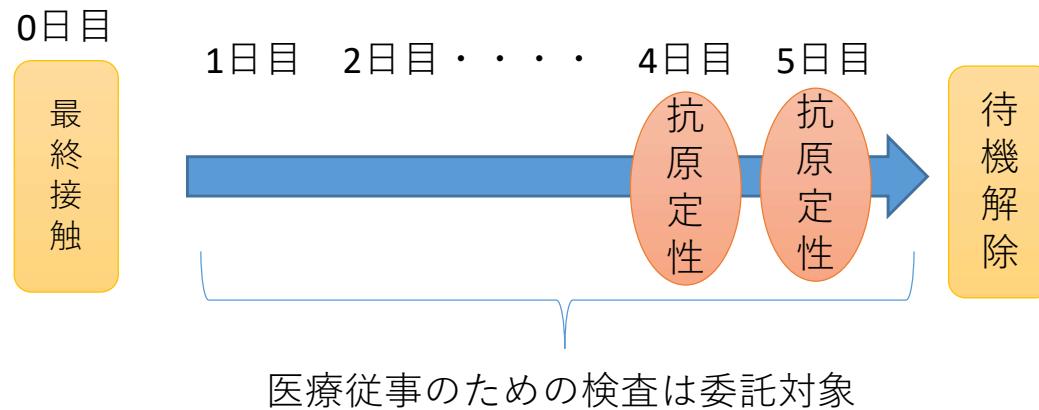 0日目
1日目 2日目・・・・ 4日目 5日目
最終接触
抗原定性
抗原定性
待機解除
医療従事のための検査は委託対象